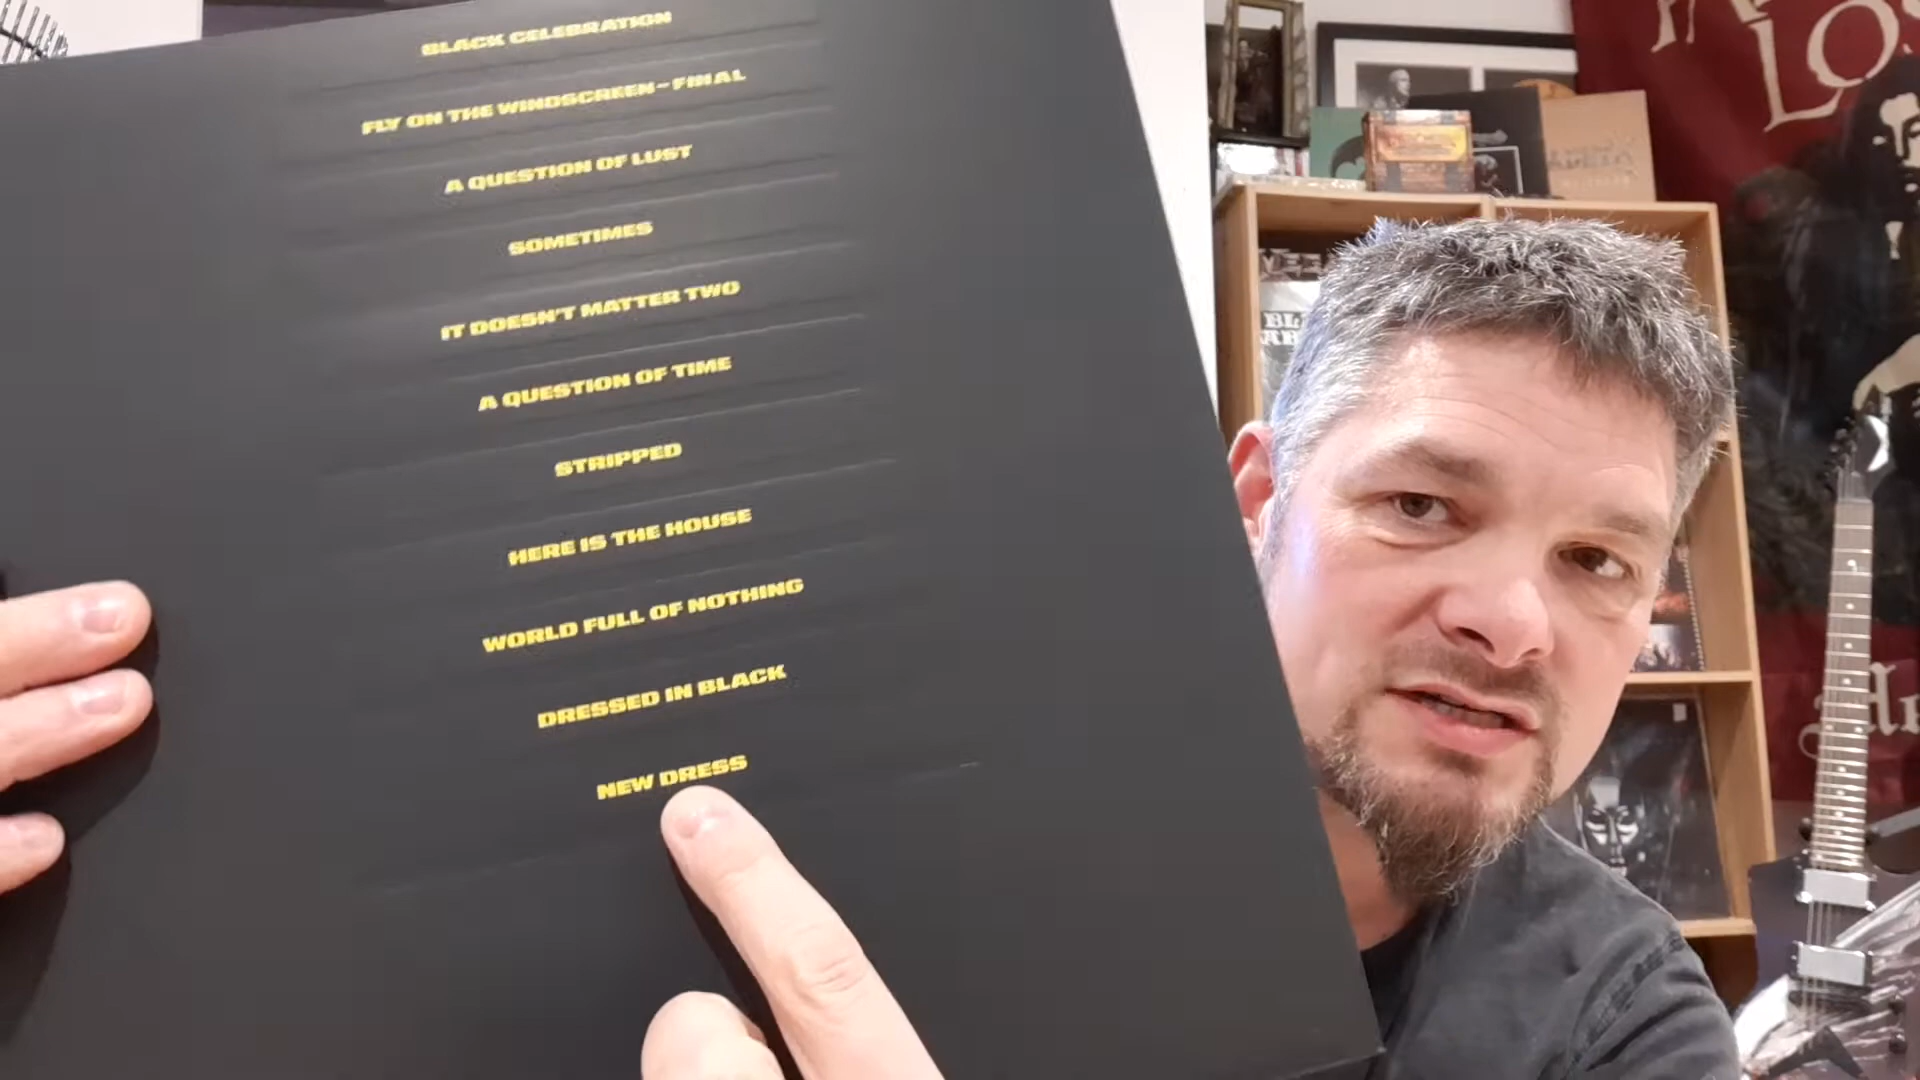 BLACK CELEBRATION
FLY ON THE WINDSCREEN – FINAL
A QUESTION OF LUST
SOMETIMES
IT DOESN'T MATTER TWO
A QUESTION OF TIME
STRIPPED
HERE IS THE HOUSE
WORLD FULL OF NOTHING
DRESSED IN BLACK
NEW DRESS